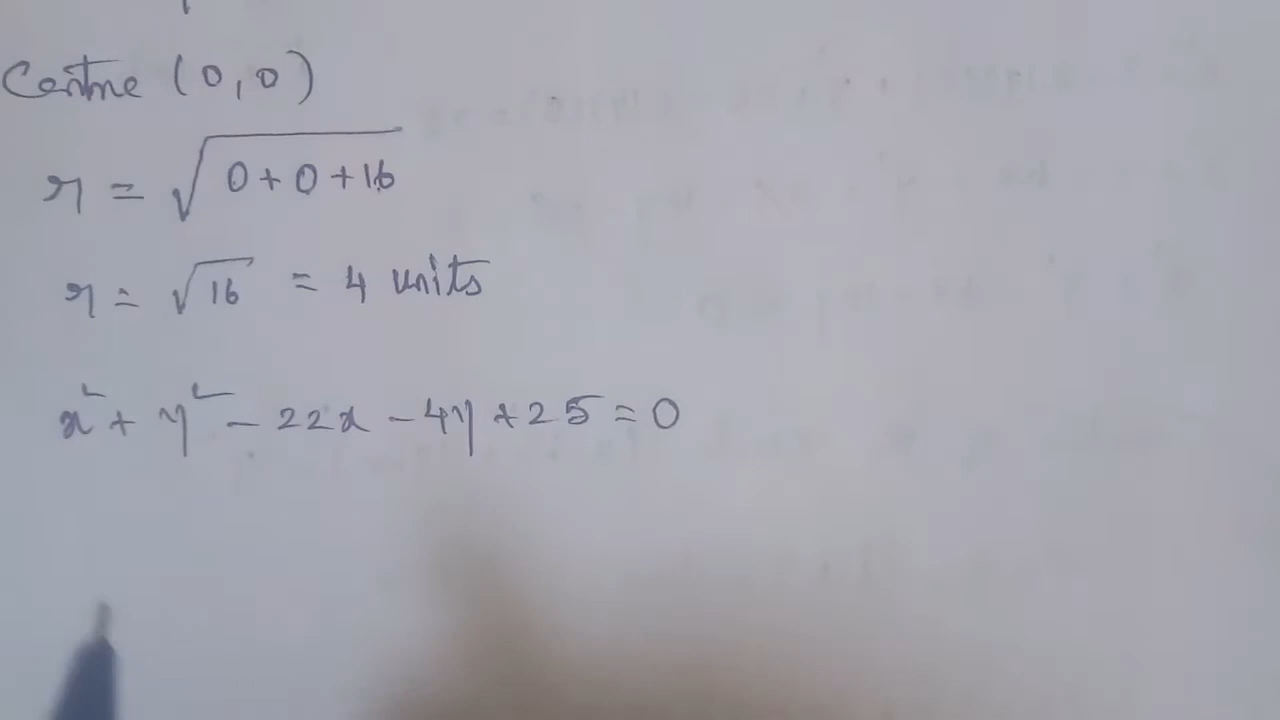 Centre (0,0)
r = √0+0+16
r = √16 = 4 units
x² + y² - 22x - 4y + 25 = 0